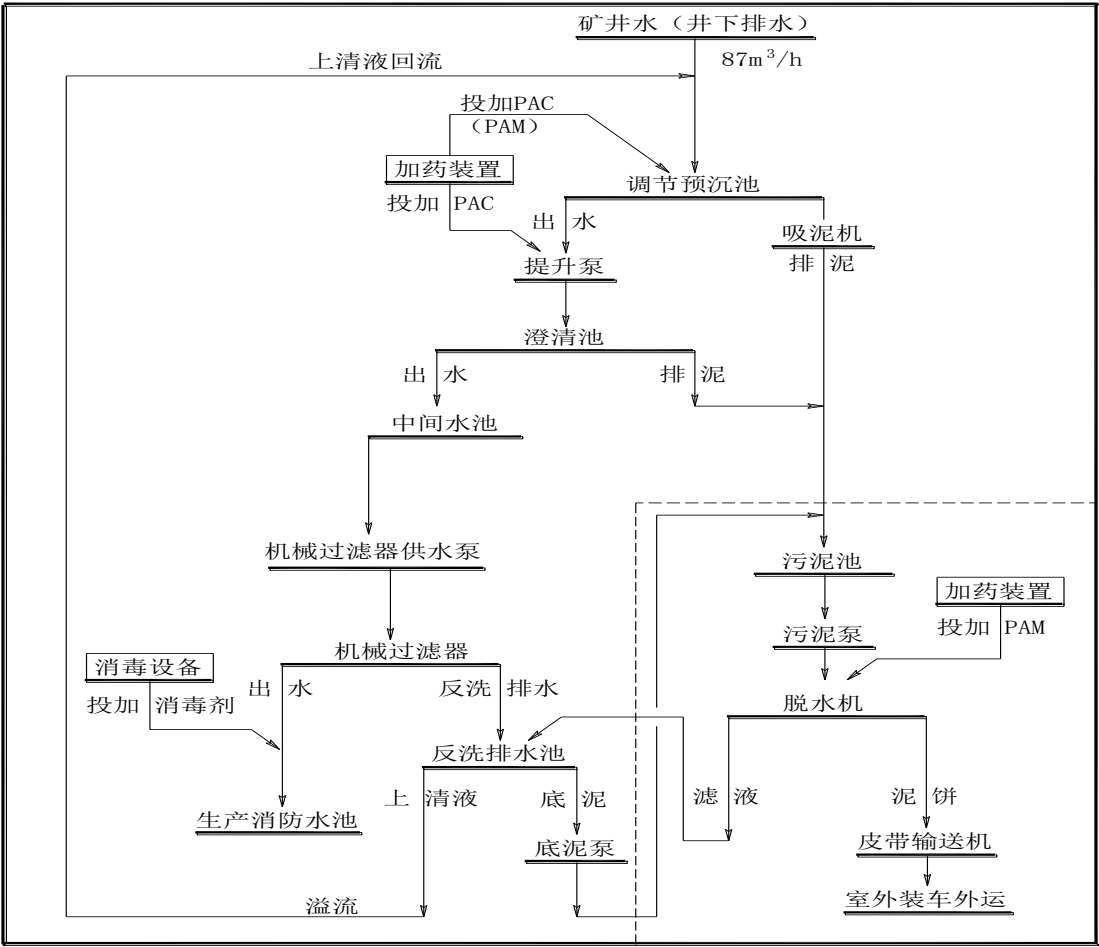 矿井水（井下排水）
87m³/h
上清液回流
投加PAC
（PAM）
加药装置
投加 PAC
调节预沉池
出 水
吸泥机
排 泥
提升泵
澄清池
出 水
排 泥
中间水池
机械过滤器供水泵
污泥池
加药装置
投加 PAM
污泥泵
机械过滤器
消毒设备
投加 消毒剂
出 水
反洗 排水
脱水机
反洗排水池
上 清液
底 泥
滤 液
泥 饼
生产消防水池
底泥泵
皮带输送机
溢流
室外装车外运